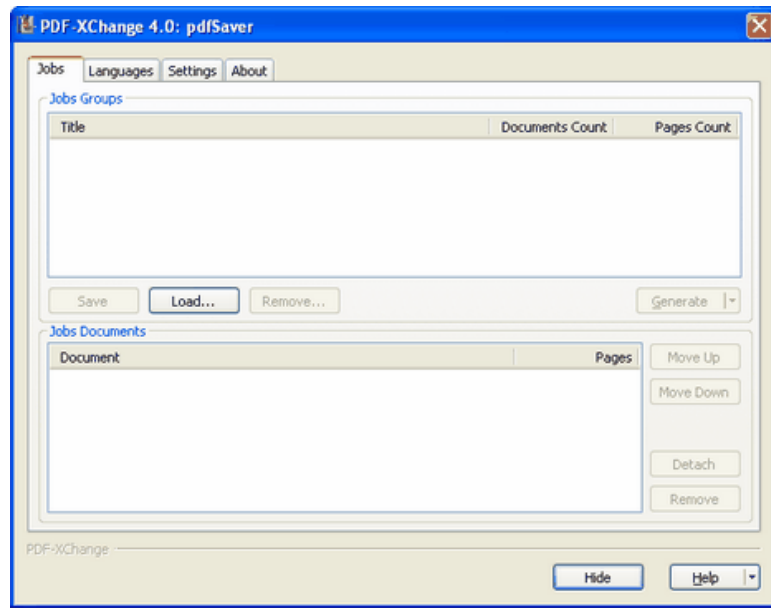 PDF-XChange 4.0: pdfSaver
Jobs Languages Settings About
Jobs Groups
Title Documents Count Pages Count
Save Load... Remove... Generate
Jobs Documents
Document Pages Move Up
Move Down
Detach
Remove
PDF-XChange
Hide Help